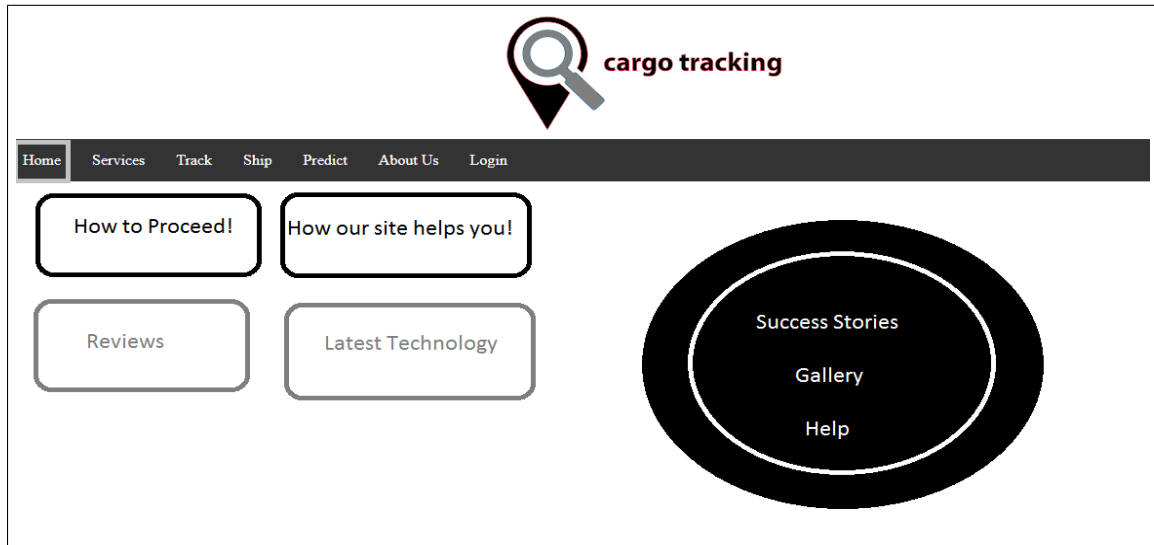 cargo tracking
Home Services Track Ship Predict About Us Login
How to Proceed! How our site helps you!
Reviews Latest Technology
Success Stories
Gallery
Help